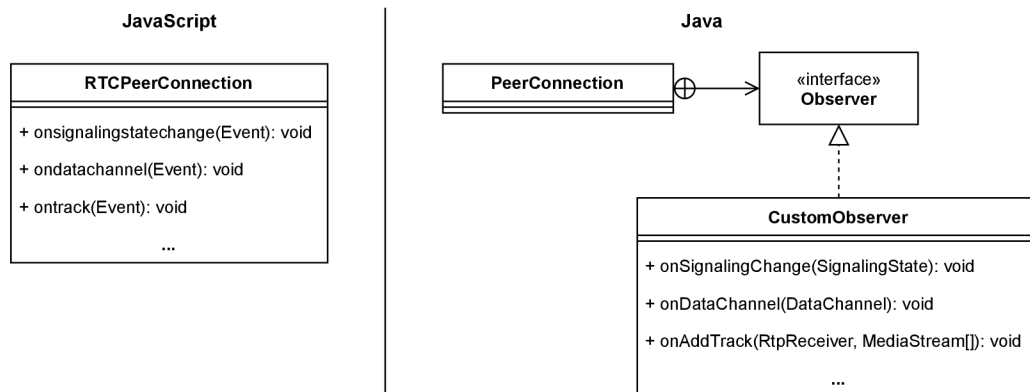 JavaScript
RTCPeerConnection
+ onsignalingstatechange(Event): void
+ ondatachannel(Event): void
+ ontrack(Event): void
...
Java
PeerConnection
«interface»
Observer
CustomObserver
+ onSignalingChange(SignalingState): void
+ onDataChannel(DataChannel): void
+ onAddTrack(RtpReceiver, MediaStream[]): void
...